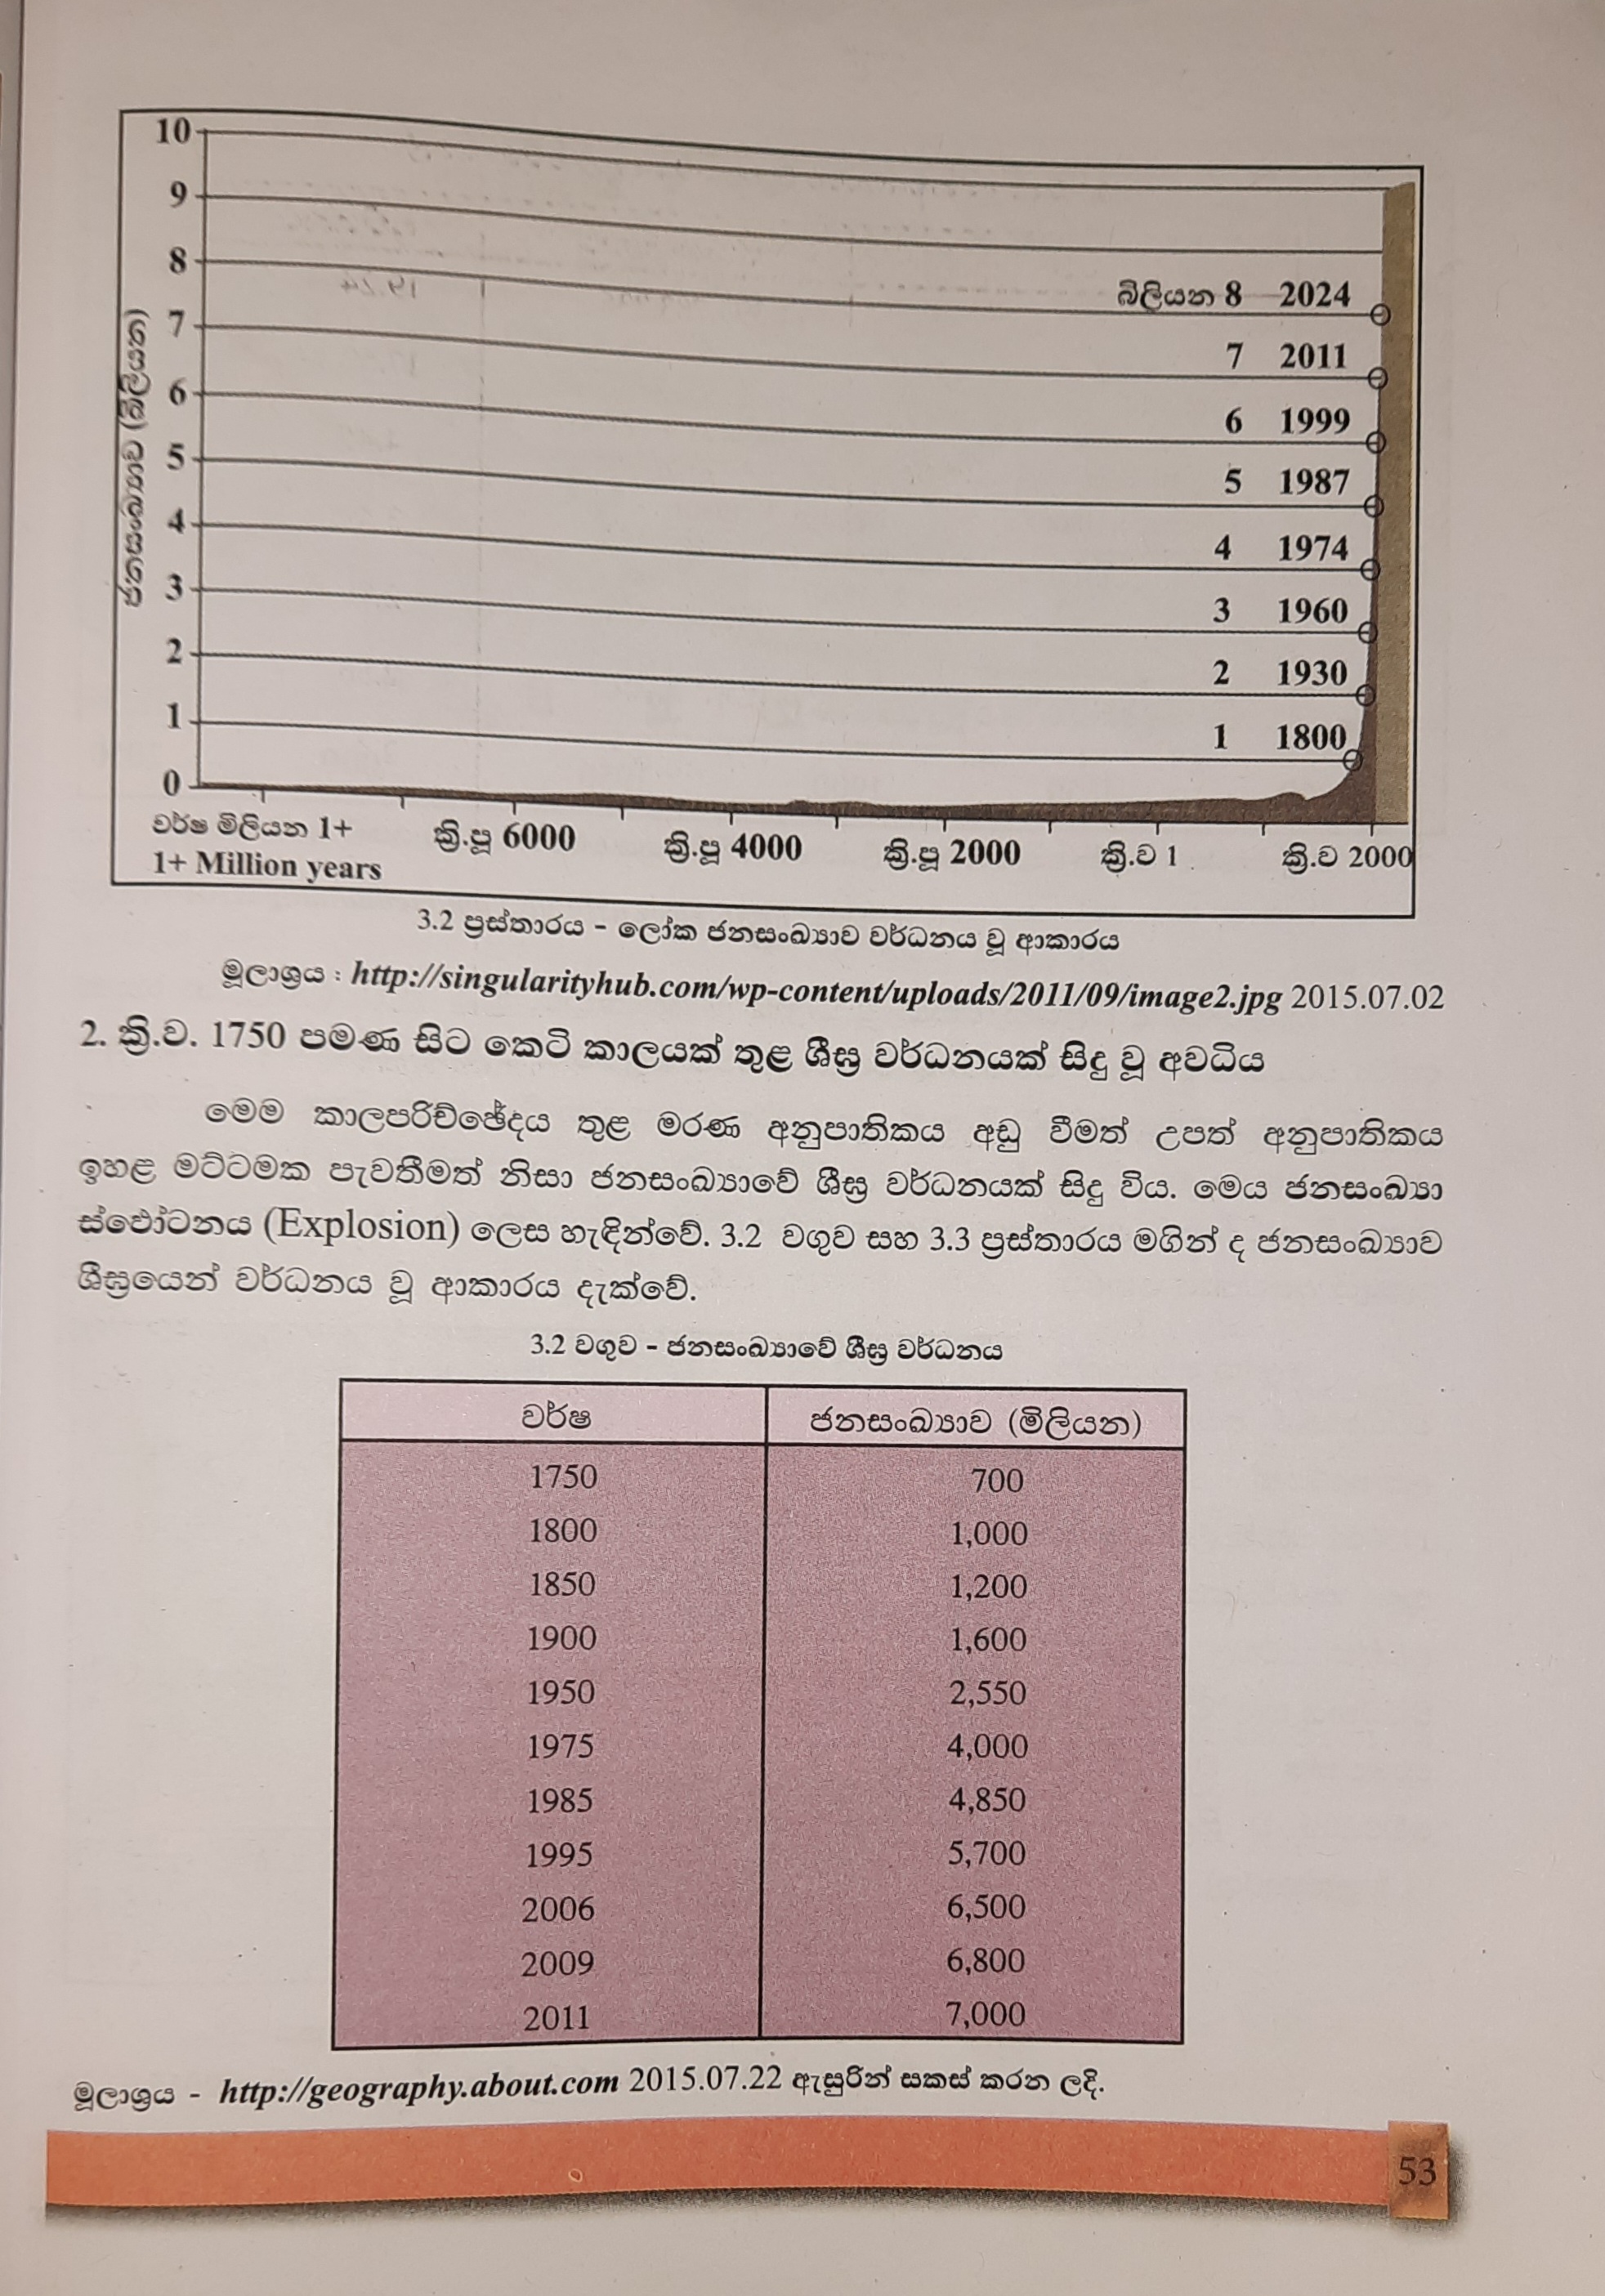 10
9
8
7
6
5
4
3
2
1
0
ජනසංඛ්‍යාව (බිලියන)
බිලියන 8 2024
7 2011
6 1999
5 1987
4 1974
3 1960
2 1930
1 1800
වර්ෂ මිලියන 1+
1+ Million years
ක්‍රි.පූ 6000 ක්‍රි.පූ 4000 ක්‍රි.පූ 2000 ක්‍රි.ව 1 ක්‍රි.ව 2000
3.2 ප්‍රස්තාරය - ලෝක ජනසංඛ්‍යාව වර්ධනය වූ ආකාරය
මූලාශ්‍රය : http://singularityhub.com/wp-content/uploads/2011/09/image2.jpg 2015.07.02
2. ක්‍රි.ව. 1750 පමණ සිට කෙටි කාලයක් තුළ ශීඝ්‍ර වර්ධනයක් සිදු වූ අවධිය
මෙම කාලපරිච්ඡේදය තුළ මරණ අනුපාතිකය අඩු වීමත් උපත් අනුපාතිකය
ඉහළ මට්ටමක පැවතීමත් නිසා ජනසංඛ්‍යාවේ ශීඝ්‍ර වර්ධනයක් සිදු විය. මෙය ජනසංඛ්‍යා
ස්ඵෝටනය (Explosion) ලෙස හැඳින්වේ. 3.2 වගුව සහ 3.3 ප්‍රස්තාරය මගින් ද ජනසංඛ්‍යාව
ශීඝ්‍රයෙන් වර්ධනය වූ ආකාරය දැක්වේ.
3.2 වගුව - ජනසංඛ්‍යාවේ ශීඝ්‍ර වර්ධනය
වර්ෂ ජනසංඛ්‍යාව (මිලියන)
1750 700
1800 1,000
1850 1,200
1900 1,600
1950 2,550
1975 4,000
1985 4,850
1995 5,700
2006 6,500
2009 6,800
2011 7,000
මූලාශ්‍රය - http://geography.about.com 2015.07.22 ඇසුරින් සකස් කරන ලදි.
53